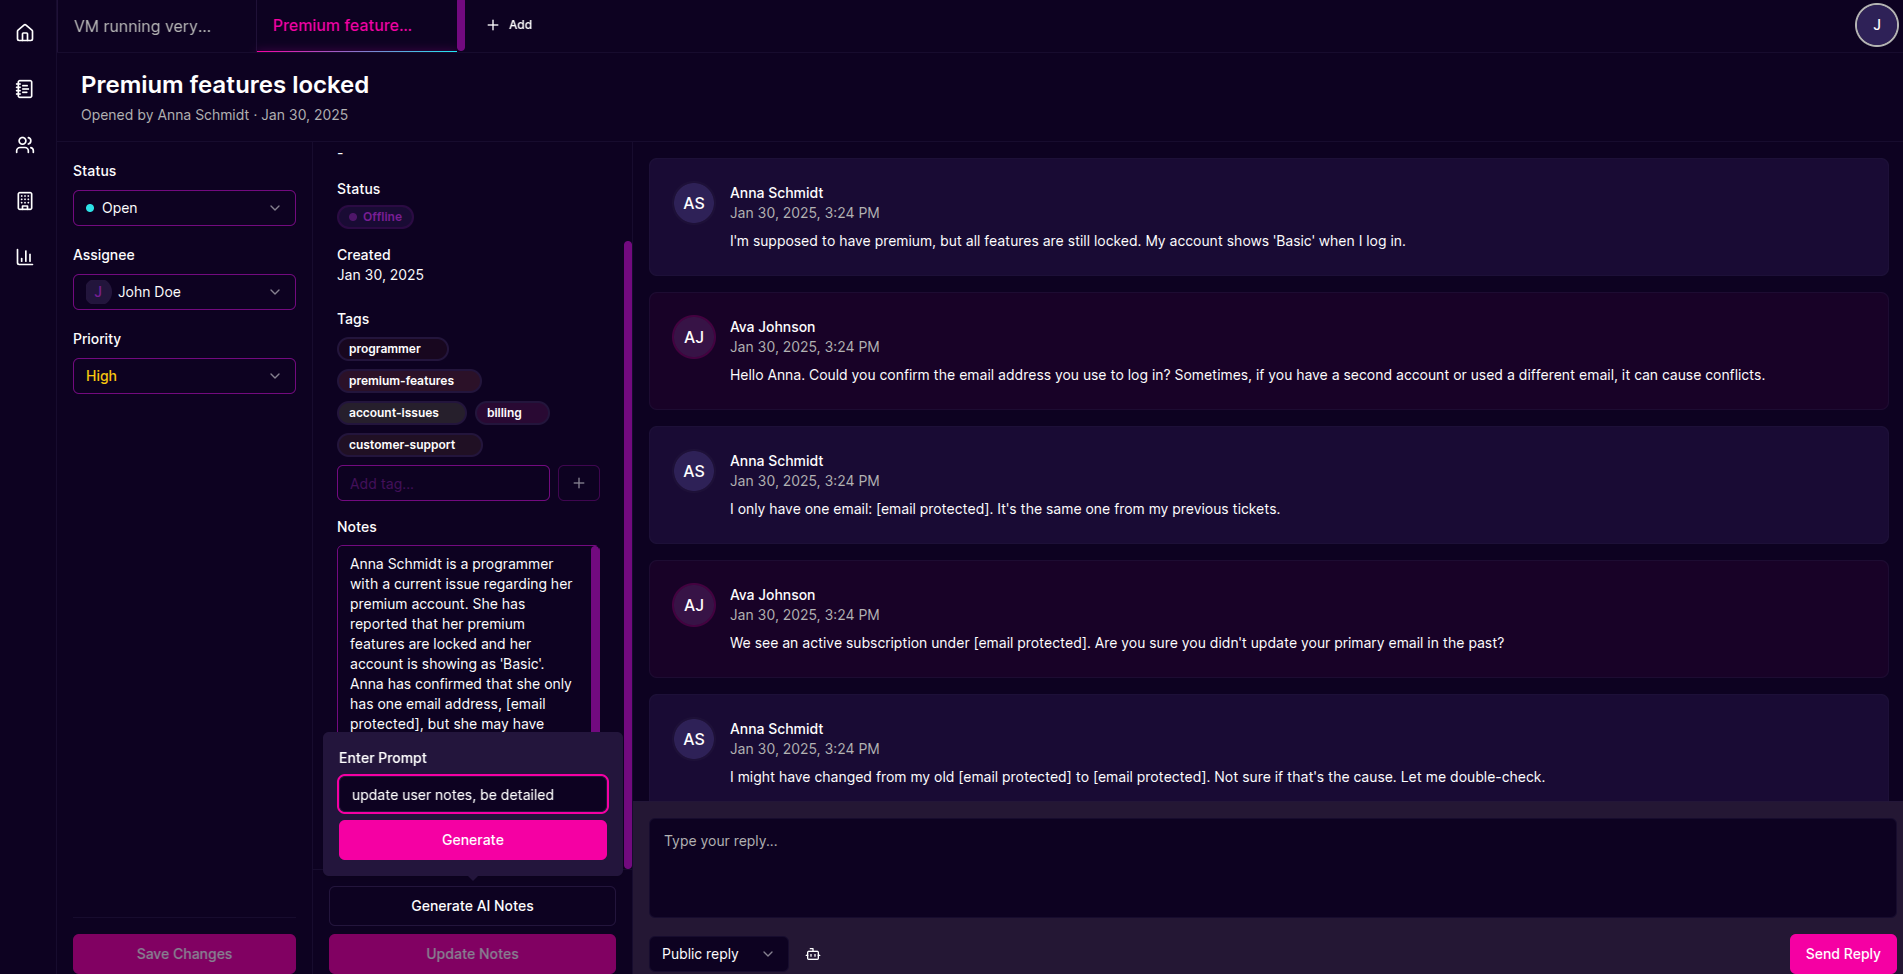 VM running very...
Premium feature...
Add
J
Premium features locked
Opened by Anna Schmidt · Jan 30, 2025
Status
Open
Assignee
J John Doe
Priority
High
Save Changes
-
Status
Offline
Created
Jan 30, 2025
Tags
programmer
premium-features
account-issues billing
customer-support
Add tag...
Notes
Anna Schmidt is a programmer
with a current issue regarding her
premium account. She has
reported that her premium
features are locked and her
account is showing as 'Basic'.
Anna has confirmed that she only
has one email address, [email
protected], but she may have
Enter Prompt
update user notes, be detailed
Generate
Generate AI Notes
Update Notes
AS
Anna Schmidt
Jan 30, 2025, 3:24 PM
I'm supposed to have premium, but all features are still locked. My account shows 'Basic' when I log in.
AJ
Ava Johnson
Jan 30, 2025, 3:24 PM
Hello Anna. Could you confirm the email address you use to log in? Sometimes, if you have a second account or used a different email, it can cause conflicts.
AS
Anna Schmidt
Jan 30, 2025, 3:24 PM
I only have one email: [email protected]. It's the same one from my previous tickets.
AJ
Ava Johnson
Jan 30, 2025, 3:24 PM
We see an active subscription under [email protected]. Are you sure you didn't update your primary email in the past?
AS
Anna Schmidt
Jan 30, 2025, 3:24 PM
I might have changed from my old [email protected] to [email protected]. Not sure if that's the cause. Let me double-check.
Type your reply...
Public reply
Send Reply